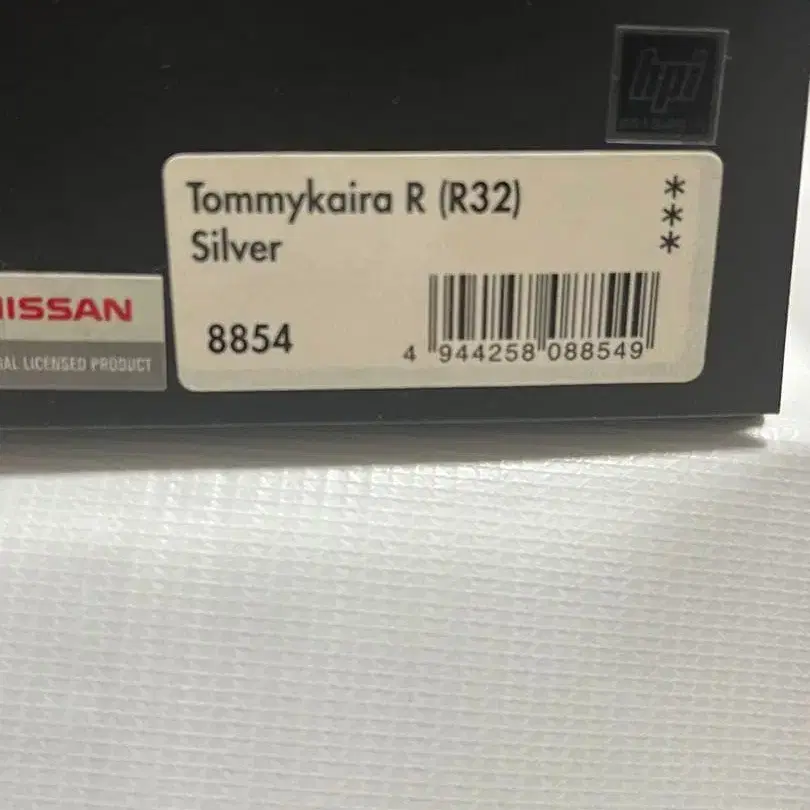 hpi
Tommykaira R (R32)
Silver
***
NISSAN
AL LICENSED PRODUCT
8854
4 944258 088549